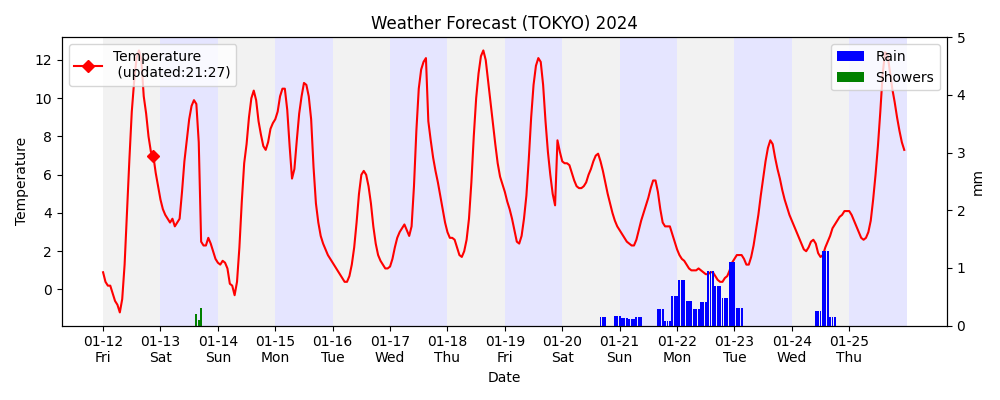 Weather Forecast (TOKYO) 2024
Temperature
(updated:21:27)
Rain
Showers
Temperature
12
10
8
6
4
2
0
5
4
3
2
1
0
mm
01-12 01-13 01-14 01-15 01-16 01-17 01-18 01-19 01-20 01-21 01-22 01-23 01-24 01-25
Fri Sat Sun Mon Tue Wed Thu Fri Sat Sun Mon Tue Wed Thu
Date